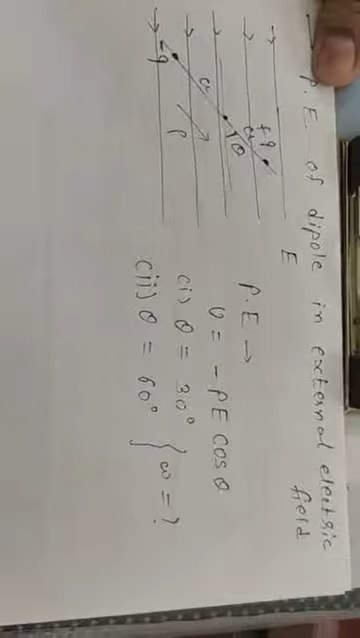 P.E. of dipole in external electric
field
E
+q
a
θ
a
-q
P
P.E →
U = - PE cos θ
(i) θ = 30°
(ii) θ = 60° } ω = ?